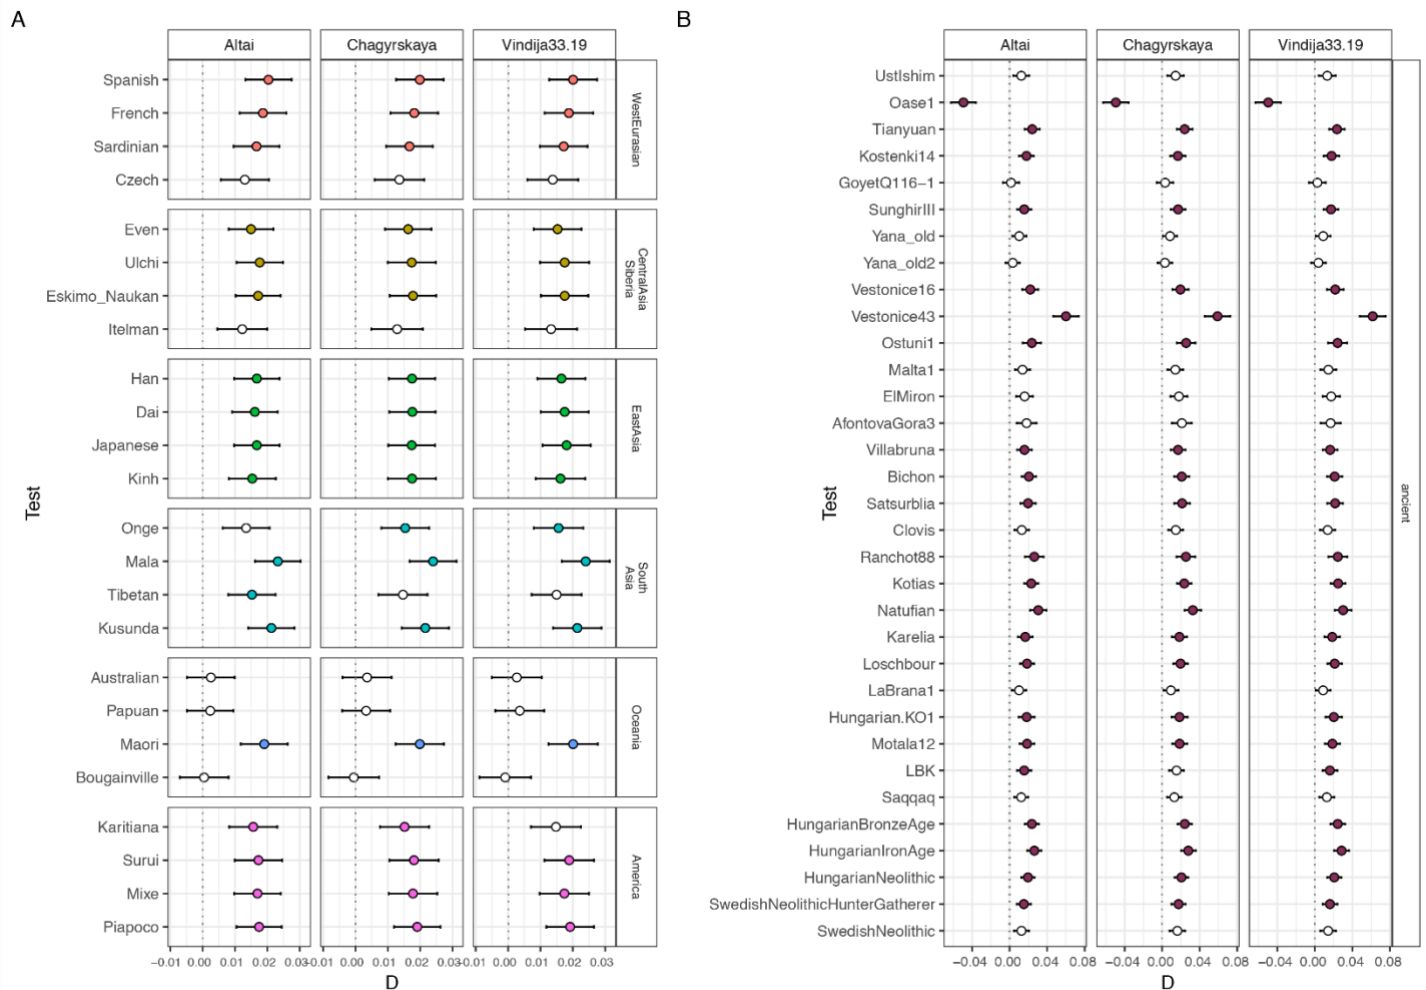 A
Altai Chagyrskaya Vindija33.19
Spanish
French
Sardinian
Czech
WestEurasian
Even
Ulchi
Eskimo_Naukan
Itelman
CentralAsia
Siberia
Han
Dai
Japanese
Kinh
EastAsia
Onge
Mala
Tibetan
Kusunda
South
Asia
Australian
Papuan
Maori
Bougainville
Oceania
Karitiana
Surui
Mixe
Piapoco
America
Test
−0.01 0.00 0.01 0.02 0.03 −0.01 0.00 0.01 0.02 0.03 −0.01 0.00 0.01 0.02 0.03
D
B
Altai Chagyrskaya Vindija33.19
UstIshim
Oase1
Tianyuan
Kostenki14
GoyetQ116−1
SunghirIII
Yana_old
Yana_old2
Vestonice16
Vestonice43
Ostuni1
Malta1
ElMiron
AfontovaGora3
Villabruna
Bichon
Satsurblia
Clovis
Ranchot88
Kotias
Natufian
Karelia
Loschbour
LaBrana1
Hungarian.KO1
Motala12
LBK
Saqqaq
HungarianBronzeAge
HungarianIronAge
HungarianNeolithic
SwedishNeolithicHunterGatherer
SwedishNeolithic
ancient
Test
−0.04 0.00 0.04 0.08 −0.04 0.00 0.04 0.08 −0.04 0.00 0.04 0.08
D